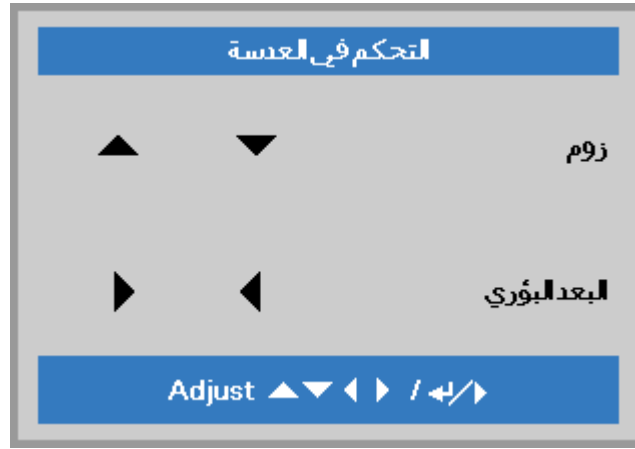 التحكم في العدسة
زوم ▼ ▲
البعد البؤري ◀ ▶
Adjust ▲▼◀ ▶ / ↵/▶